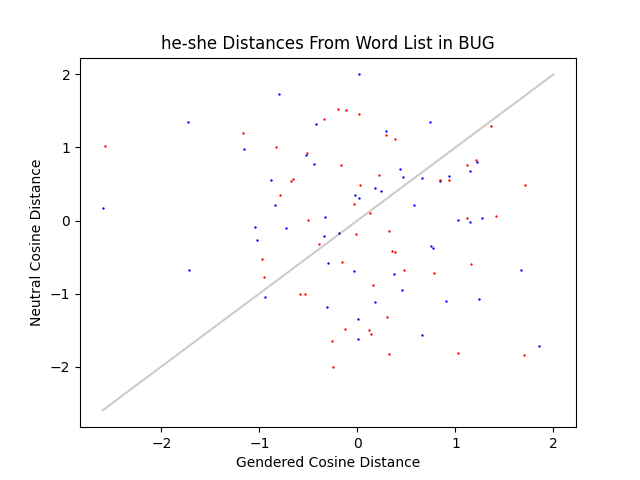 he-she Distances From Word List in BUG
2
1
0
−1
−2
Neutral Cosine Distance
−2 −1 0 1 2
Gendered Cosine Distance